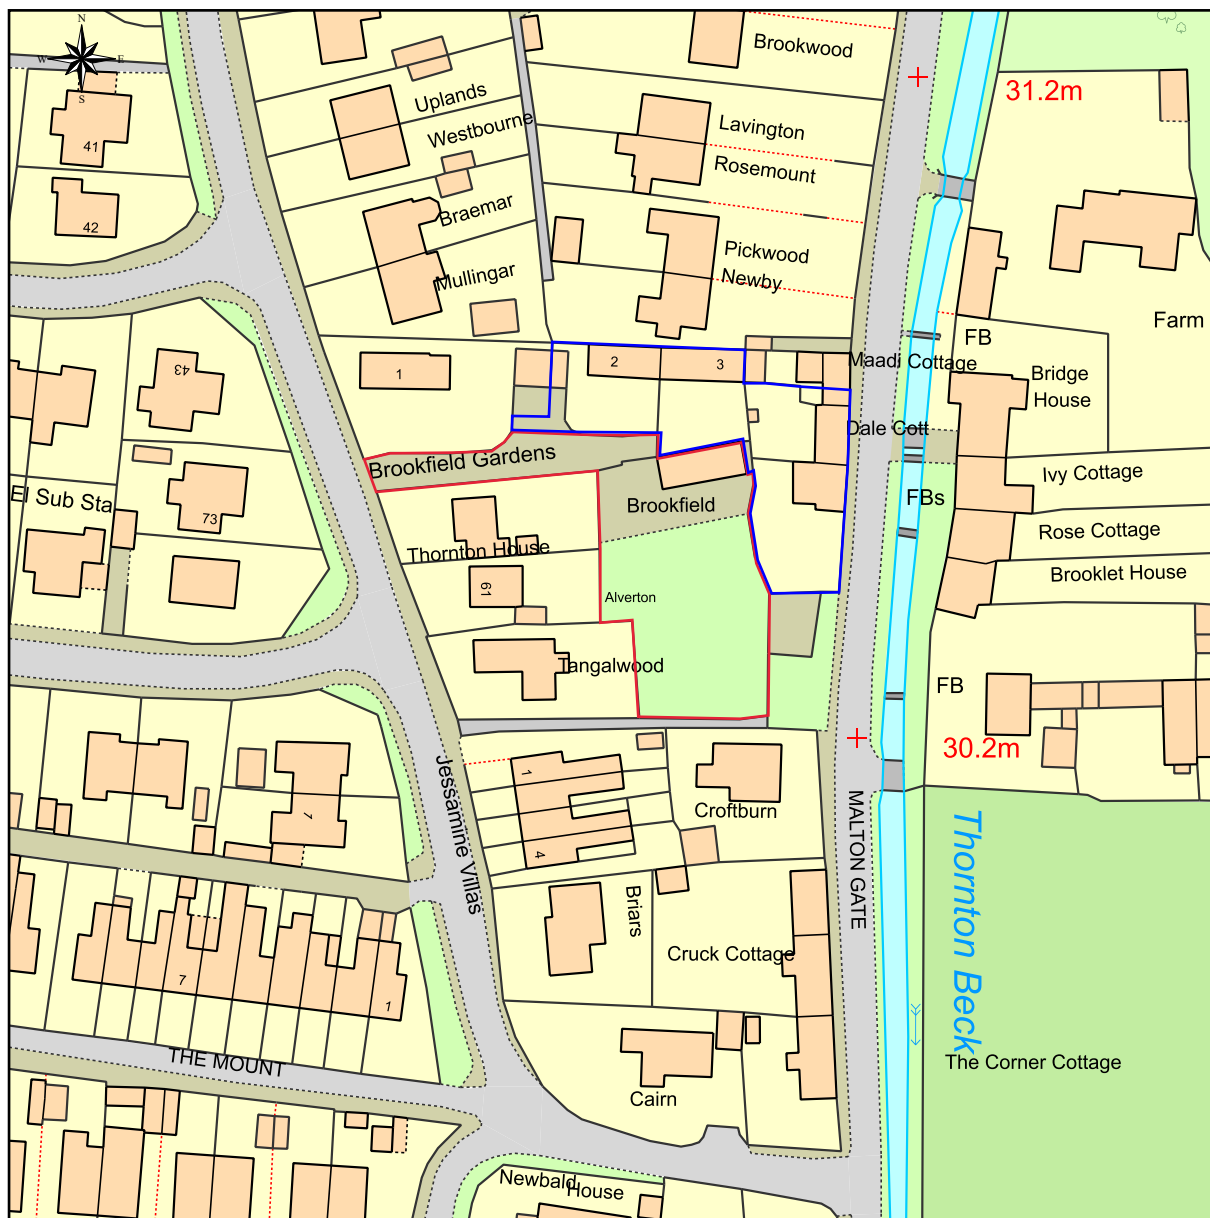 N
W
E
S
Brookwood
31.2m
Uplands
Westbourne
Lavington
Rosemount
41
42
Braemar
Mullingar
Pickwood
Newby
Farm
FB
Maadi Cottage
Bridge
House
43
1
2
3
Dale Cott
Brookfield Gardens
Ivy Cottage
El Sub Sta
73
Brookfield
FBs
Rose Cottage
Thornton House
61
Alverton
Brooklet House
Tangalwood
FB
30.2m
Jessamine Villas
1
4
Croftburn
MALTON GATE
Thornton Beck
7
Briars
Cruck Cottage
7
1
THE MOUNT
Cairn
The Corner Cottage
Newbald
House